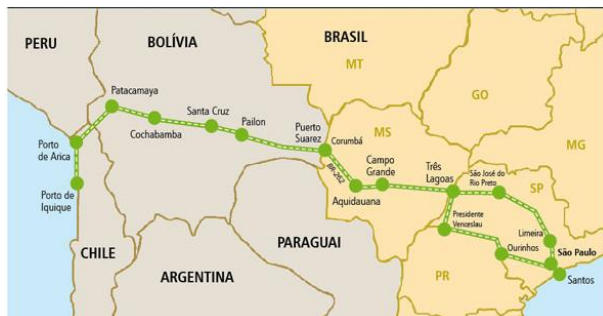 PERU
BOLÍVIA
BRASIL
MT
GO
MG
Patacamaya
Santa Cruz
Pailon
Cochabamba
Porto
de Arica
Puerto
Suarez
Corumbá
MS
BR-262
Campo
Grande
Três
Lagoas
São José do
Rio Preto
SP
Porto de
Iquique
Aquidauana
Presidente
Venceslau
Limeira
Ourinhos
São Paulo
Santos
CHILE
PARAGUAI
ARGENTINA
PR